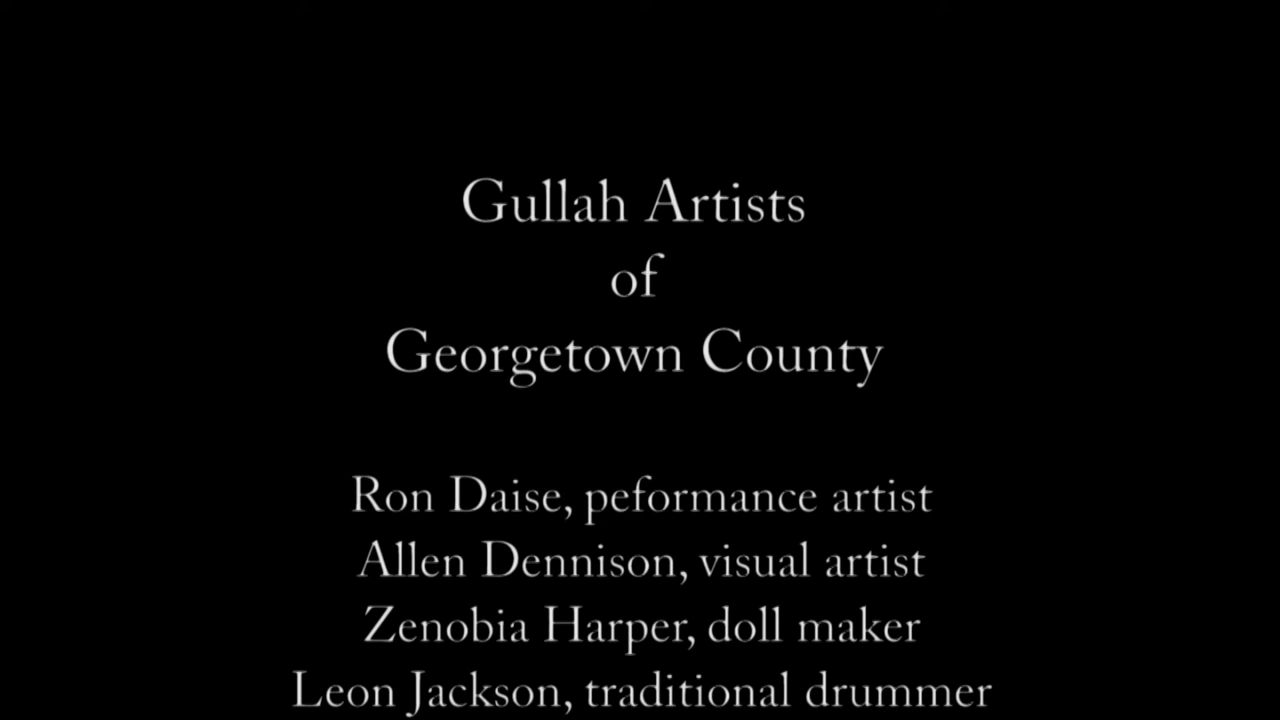 Gullah Artists
of
Georgetown County
Ron Daise, peformance artist
Allen Dennison, visual artist
Zenobia Harper, doll maker
Leon Jackson, traditional drummer